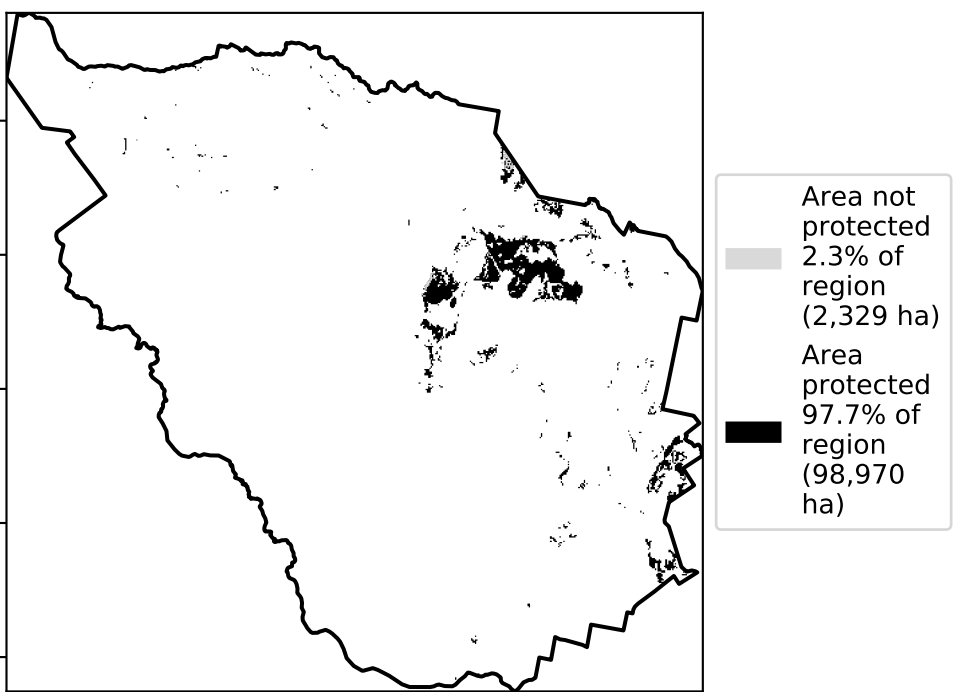 Area not
protected
2.3% of
region
(2,329 ha)
Area
protected
97.7% of
region
(98,970
ha)